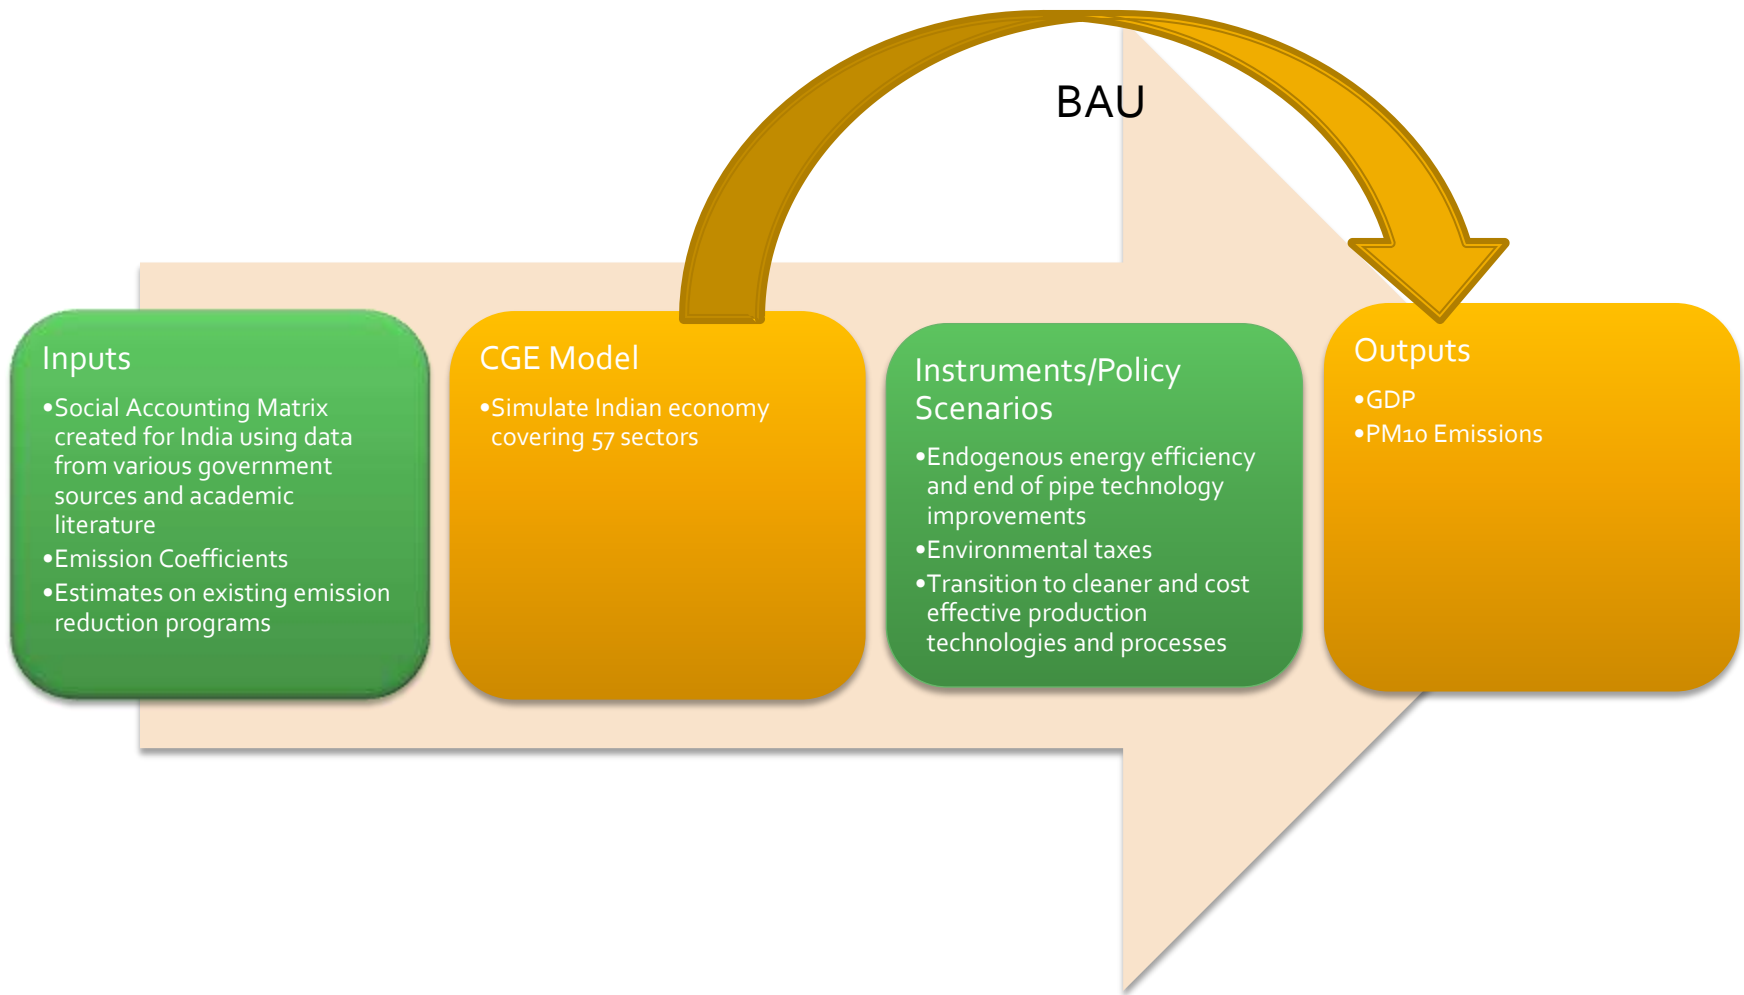 BAU
Inputs
•Social Accounting Matrix
created for India using data
from various government
sources and academic
literature
•Emission Coefficients
•Estimates on existing emission
reduction programs
CGE Model
•Simulate Indian economy
covering 57 sectors
Instruments/Policy
Scenarios
•Endogenous energy efficiency
and end of pipe technology
improvements
•Environmental taxes
•Transition to cleaner and cost
effective production
technologies and processes
Outputs
•GDP
•PM10 Emissions